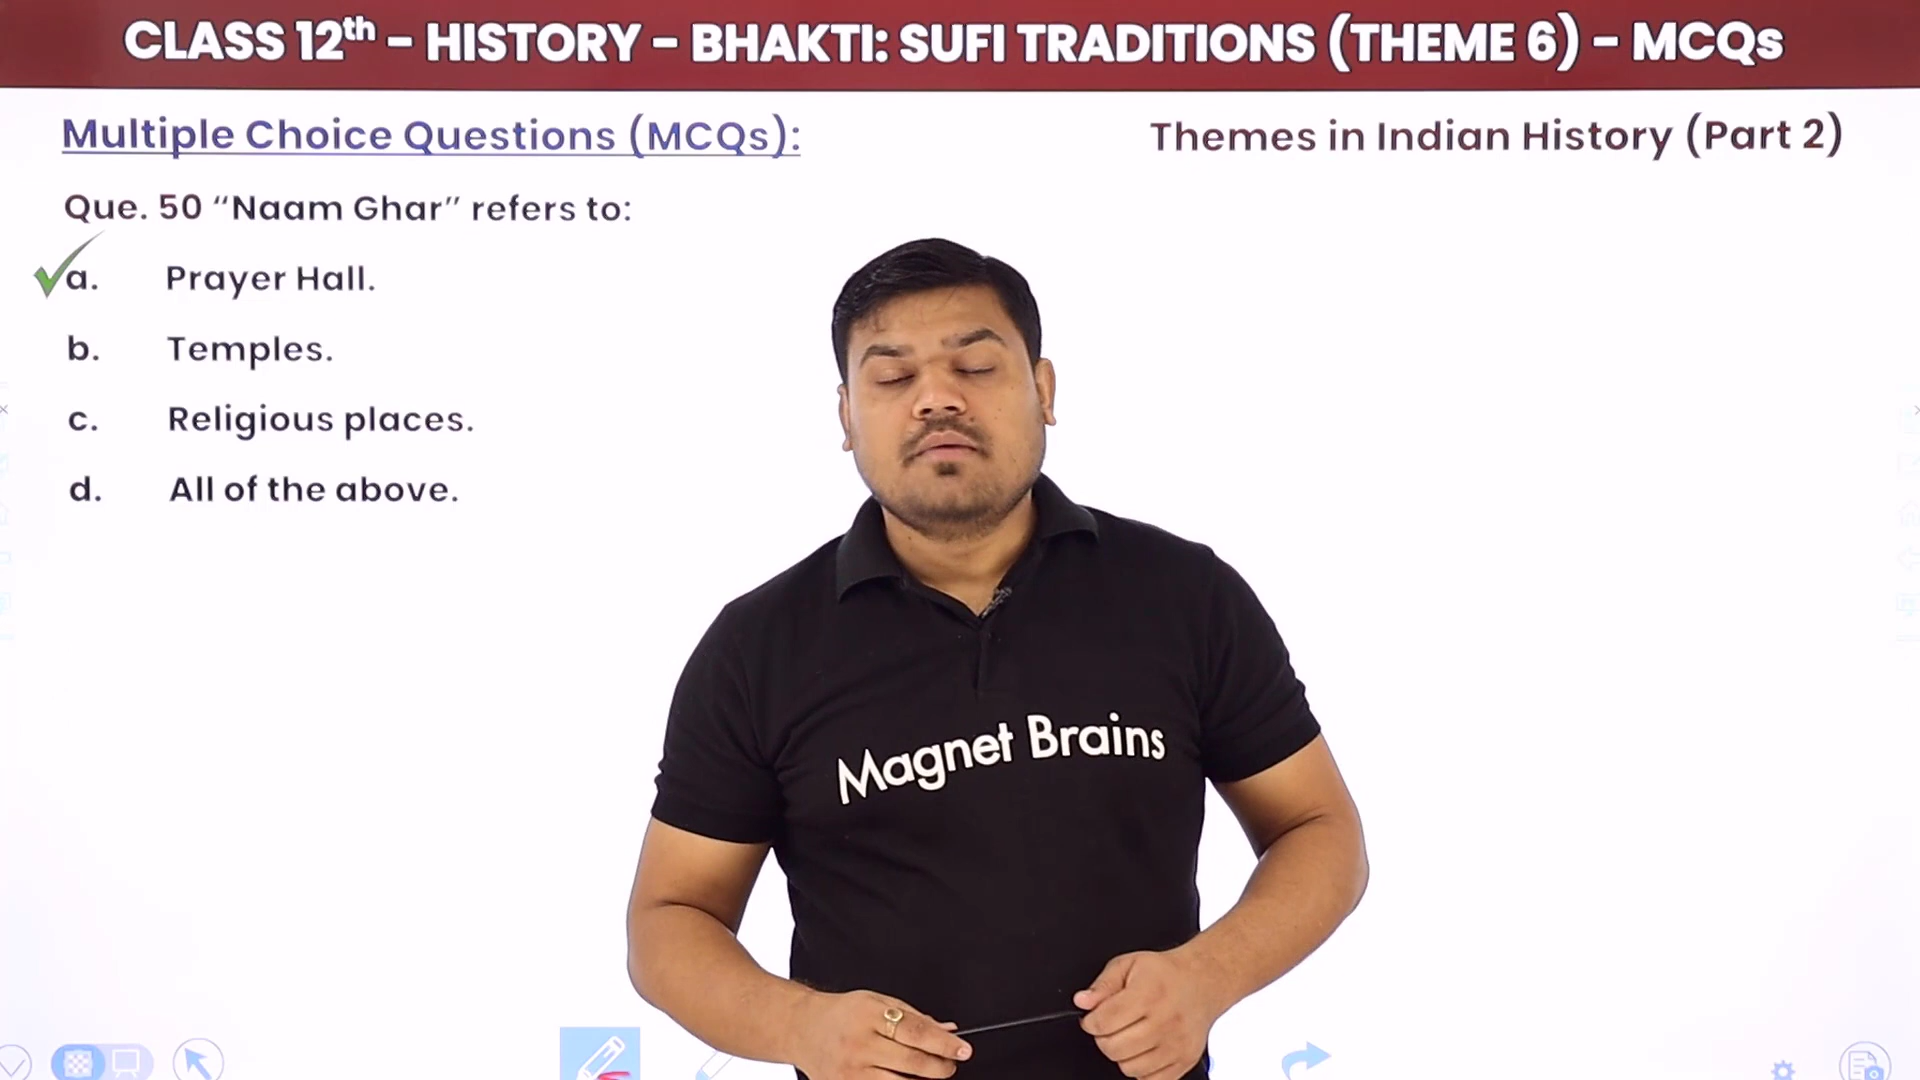 CLASS 12th – HISTORY – BHAKTI: SUFI TRADITIONS (THEME 6) – MCQs
Multiple Choice Questions (MCQs):
Themes in Indian History (Part 2)
Que. 50 “Naam Ghar” refers to:
a. Prayer Hall.
b. Temples.
c. Religious places.
d. All of the above.
Magnet Brains